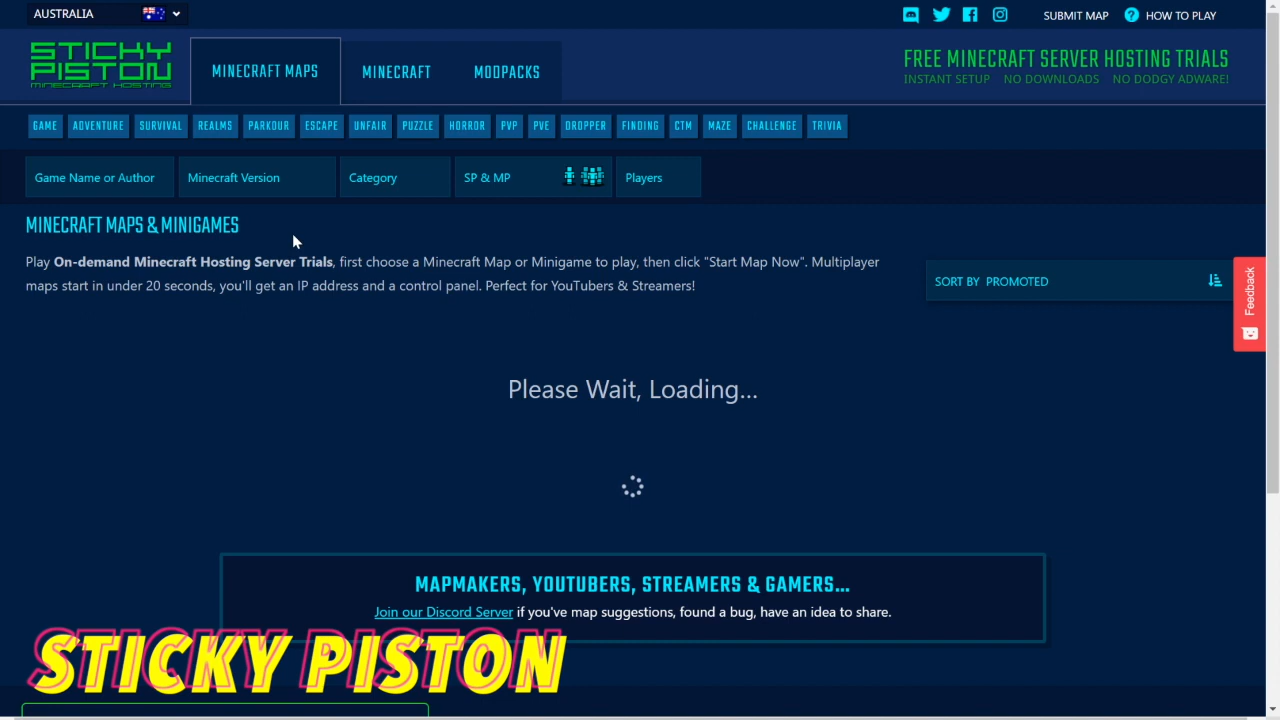 AUSTRALIA
SUBMIT MAP
HOW TO PLAY
STICKY
PISTON
MINECRAFT HOSTING
MINECRAFT MAPS
MINECRAFT
MODPACKS
FREE MINECRAFT SERVER HOSTING TRIALS
INSTANT SETUP NO DOWNLOADS NO DODGY ADWARE!
GAME ADVENTURE SURVIVAL REALMS PARKOUR ESCAPE UNFAIR PUZZLE HORROR PVP PVE DROPPER FINDING CTM MAZE CHALLENGE TRIVIA
Game Name or Author Minecraft Version Category SP & MP Players
MINECRAFT MAPS & MINIGAMES
Play On-demand Minecraft Hosting Server Trials, first choose a Minecraft Map or Minigame to play, then click "Start Map Now". Multiplayer
maps start in under 20 seconds, you'll get an IP address and a control panel. Perfect for YouTubers & Streamers!
SORT BY PROMOTED
Feedback
Please Wait, Loading...
MAPMAKERS, YOUTUBERS, STREAMERS & GAMERS...
Join our Discord Server if you've map suggestions, found a bug, have an idea to share.
STICKY PISTON